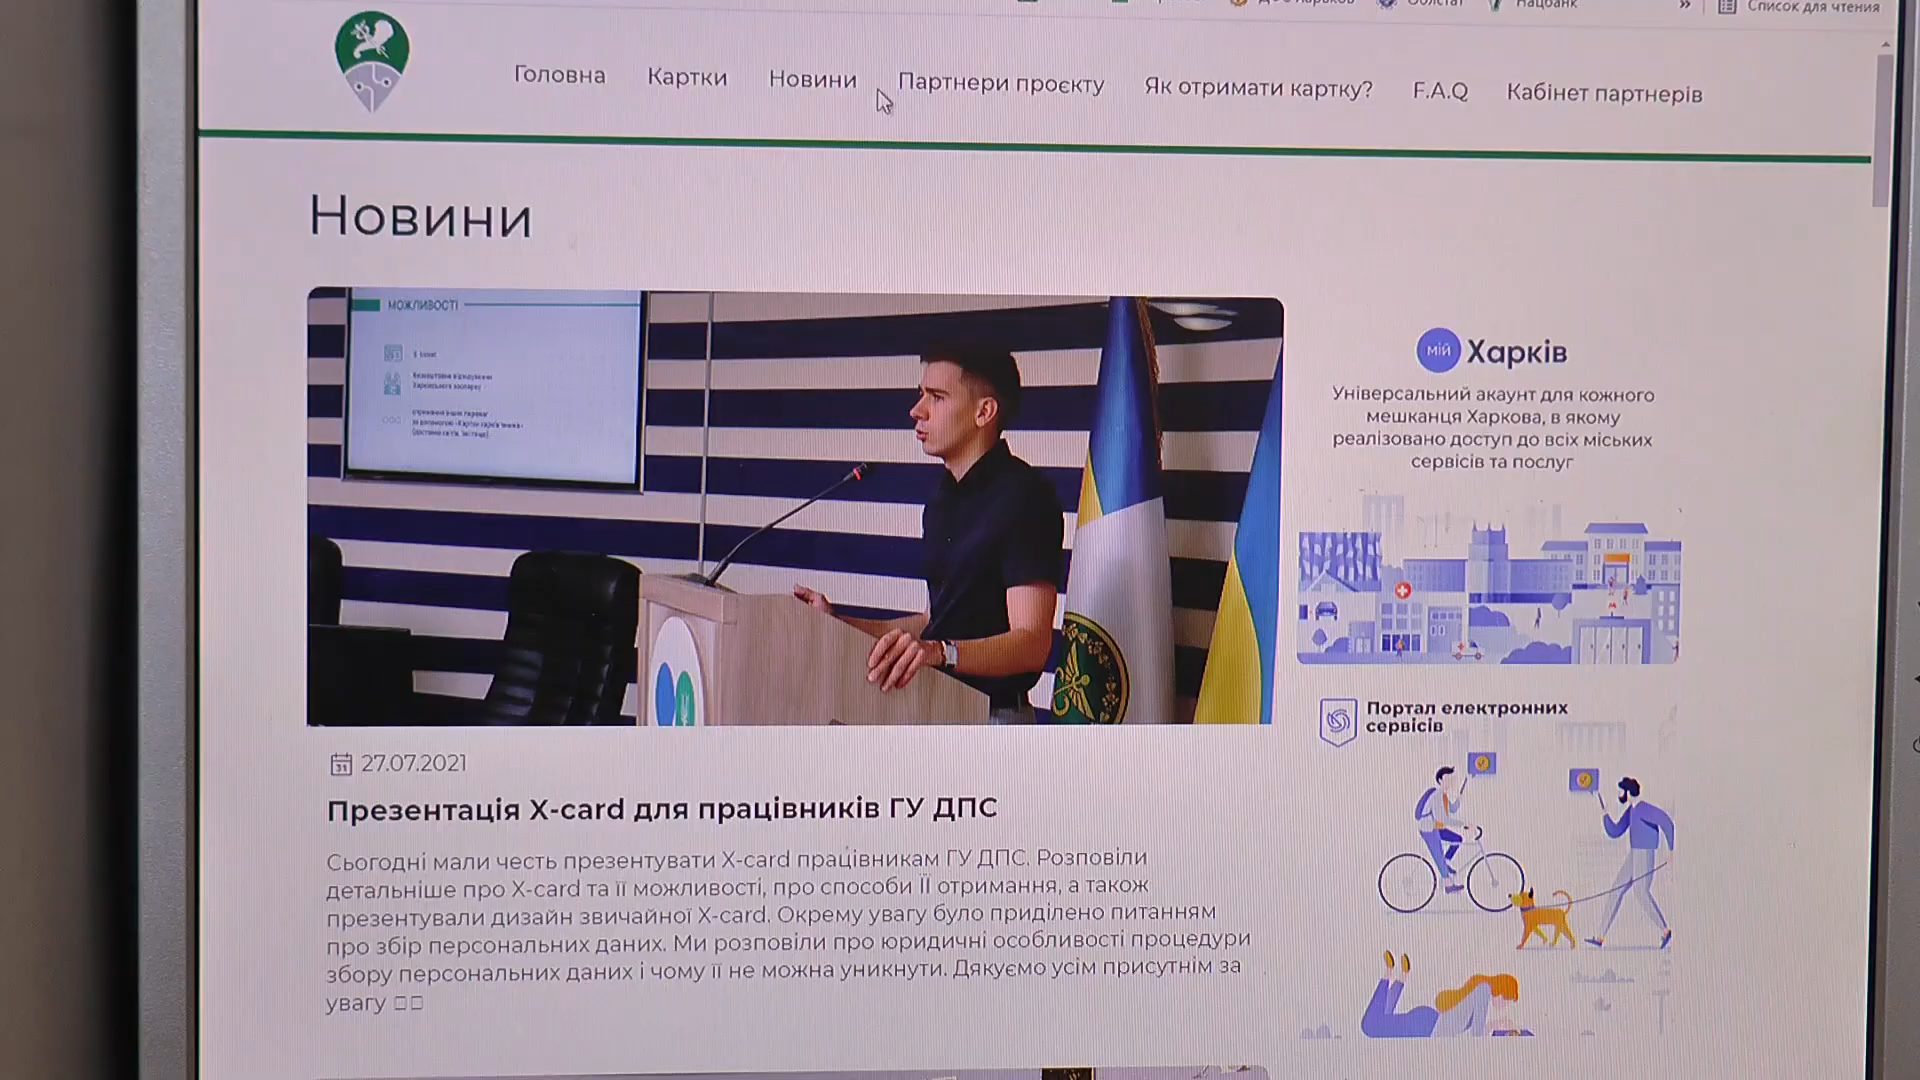 Нацбанк
» Список для чтения
Головна Картки Новини Партнери проєкту Як отримати картку? F.A.Q Кабінет партнерів
Новини
МОЖЛИВОСТІ
мій Харків
Універсальний акаунт для кожного
мешканця Харкова, в якому
реалізовано доступ до всіх міських
сервісів та послуг
Портал електронних
сервісів
31 27.07.2021
Презентація X-card для працівників ГУ ДПС
Сьогодні мали честь презентувати X-card працівникам ГУ ДПС. Розповіли
детальніше про X-card та її можливості, про способи ЇЇ отримання, а також
презентували дизайн звичайної X-card. Окрему увагу було приділено питанням
про збір персональних даних. Ми розповіли про юридичні особливості процедури
збору персональних даних і чому її не можна уникнути. Дякуємо усім присутнім за
увагу